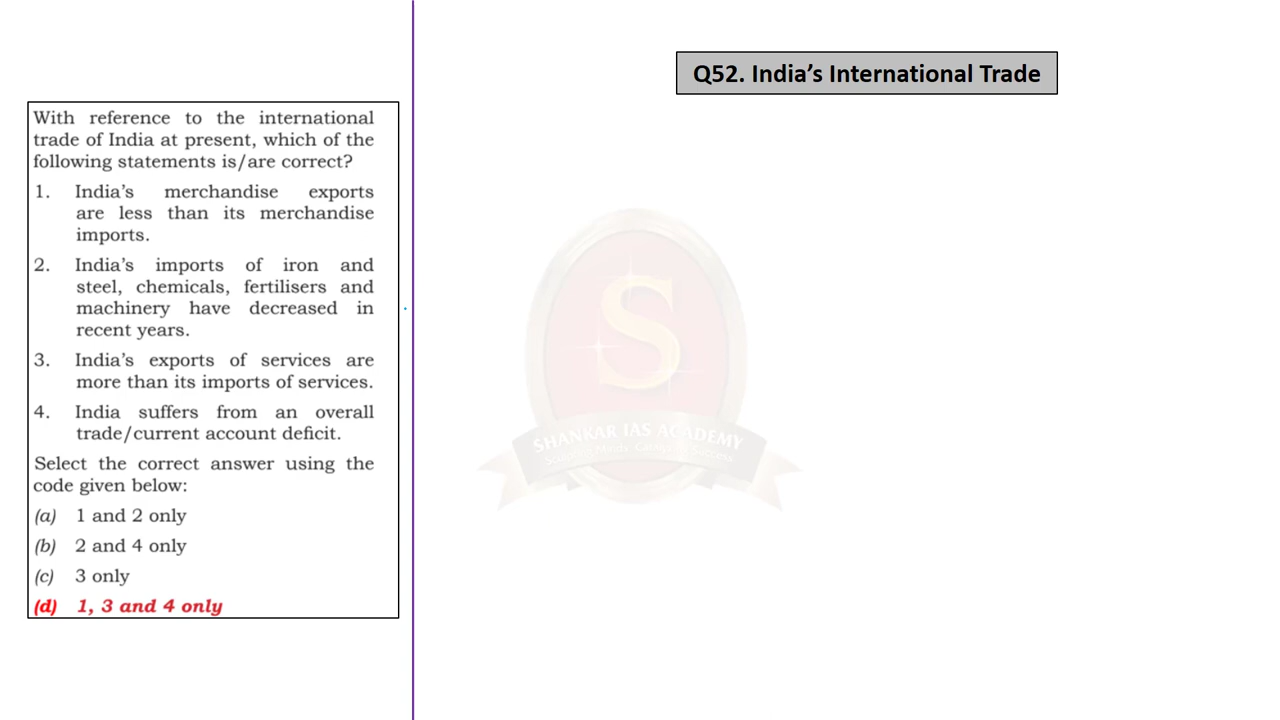 Q52. India’s International Trade
With reference to the international
trade of India at present, which of the
following statements is/are correct?
1. India’s merchandise exports
are less than its merchandise
imports.
2. India’s imports of iron and
steel, chemicals, fertilisers and
machinery have decreased in
recent years.
3. India’s exports of services are
more than its imports of services.
4. India suffers from an overall
trade/current account deficit.
Select the correct answer using the
code given below:
(a) 1 and 2 only
(b) 2 and 4 only
(c) 3 only
(d) 1, 3 and 4 only
S
SHANKAR IAS ACADEMY